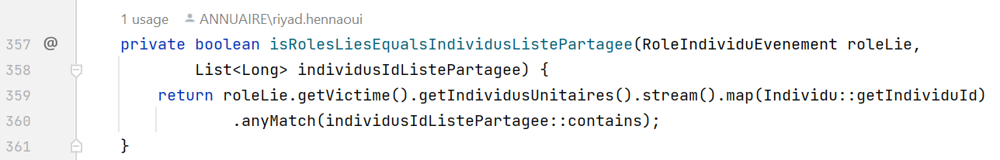 1 usage ANNUAIRE\riyad.hennaoui
357 @ private boolean isRolesLiesEqualsIndividusListePartagee(RoleIndividuEvenement roleLie,
358 List<Long> individusIdListePartagee) {
359 return roleLie.getVictime().getIndividusUnitaires().stream().map(Individu::getIndividuId)
360 .anyMatch(individusIdListePartagee::contains);
361 }